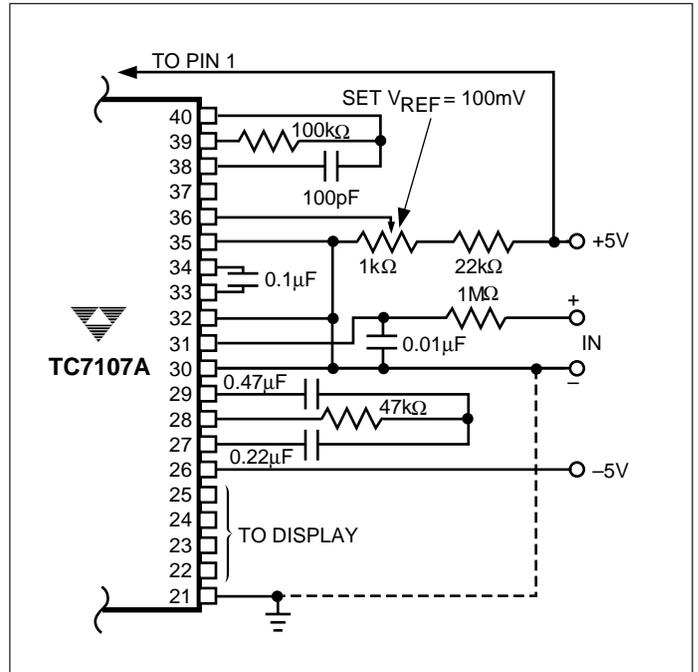 TO PIN 1
SET VREF = 100mV
40
39
100kΩ
38
100pF
37
36
35
+5V
1kΩ
22kΩ
34
0.1µF
33
1MΩ
+
32
31
0.01µF
IN
TC7107A
30
–
0.47µF
29
28
47kΩ
27
0.22µF
26
–5V
25
24
23
TO DISPLAY
22
21